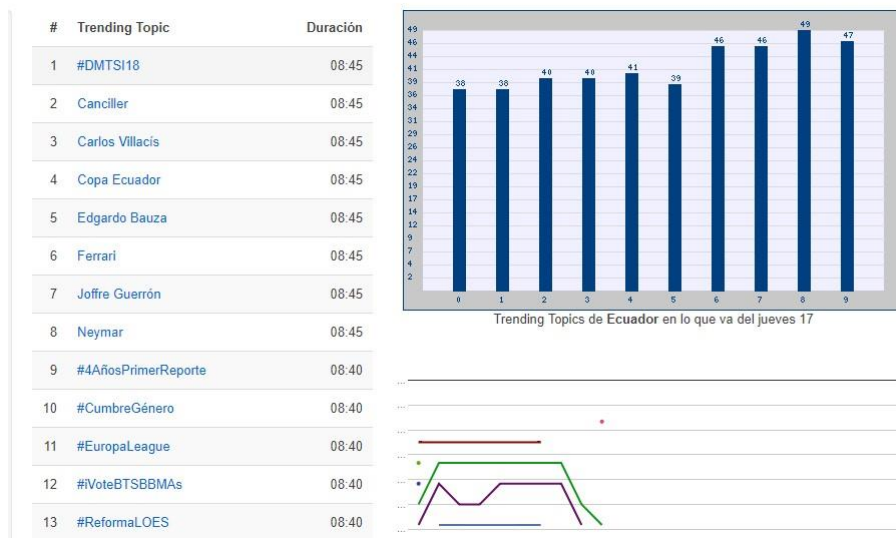 # Trending Topic Duración
1 #DMTSI18 08:45
2 Canciller 08:45
3 Carlos Villacís 08:45
4 Copa Ecuador 08:45
5 Edgardo Bauza 08:45
6 Ferrari 08:45
7 Joffre Guerrón 08:45
8 Neymar 08:45
9 #4AñosPrimerReporte 08:40
10 #CumbreGénero 08:40
11 #EuropaLeague 08:40
12 #iVoteBTSBBMAs 08:40
13 #ReformaLOES 08:40
49
46
44
41
39
36
34
31
29
26
24
22
19
17
14
12
9
7
4
2
38 38 40 40 41 39 46 46 49 47
0 1 2 3 4 5 6 7 8 9
Trending Topics de Ecuador en lo que va del jueves 17
...
...
...
...
...
...
...